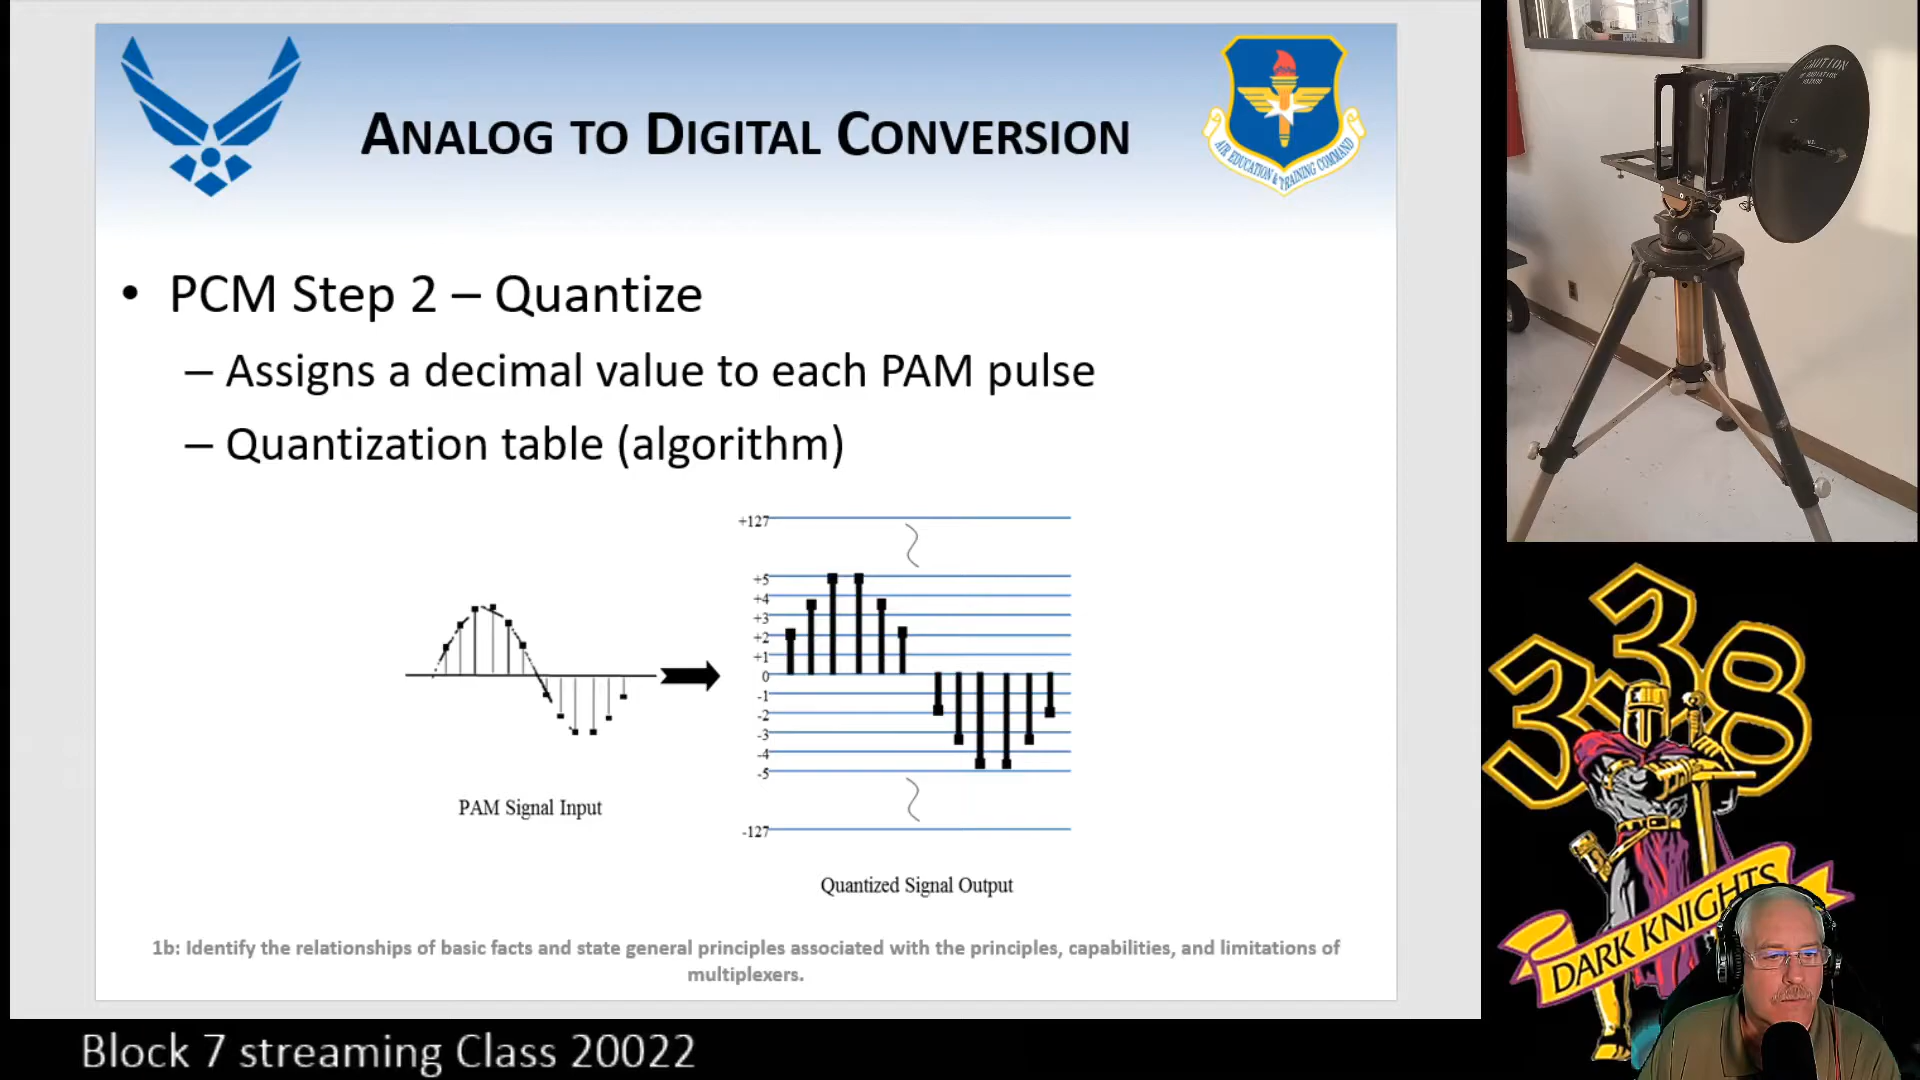 ANALOG TO DIGITAL CONVERSION
AIR EDUCATION & TRAINING COMMAND
• PCM Step 2 – Quantize
– Assigns a decimal value to each PAM pulse
– Quantization table (algorithm)
+127
+5
+4
+3
+2
+1
0
-1
-2
-3
-4
-5
-127
PAM Signal Input
Quantized Signal Output
1b: Identify the relationships of basic facts and state general principles associated with the principles, capabilities, and limitations of
multiplexers.
CAUTION
RADIATION
338
DARK KNIGHTS
Block 7 streaming Class 20022